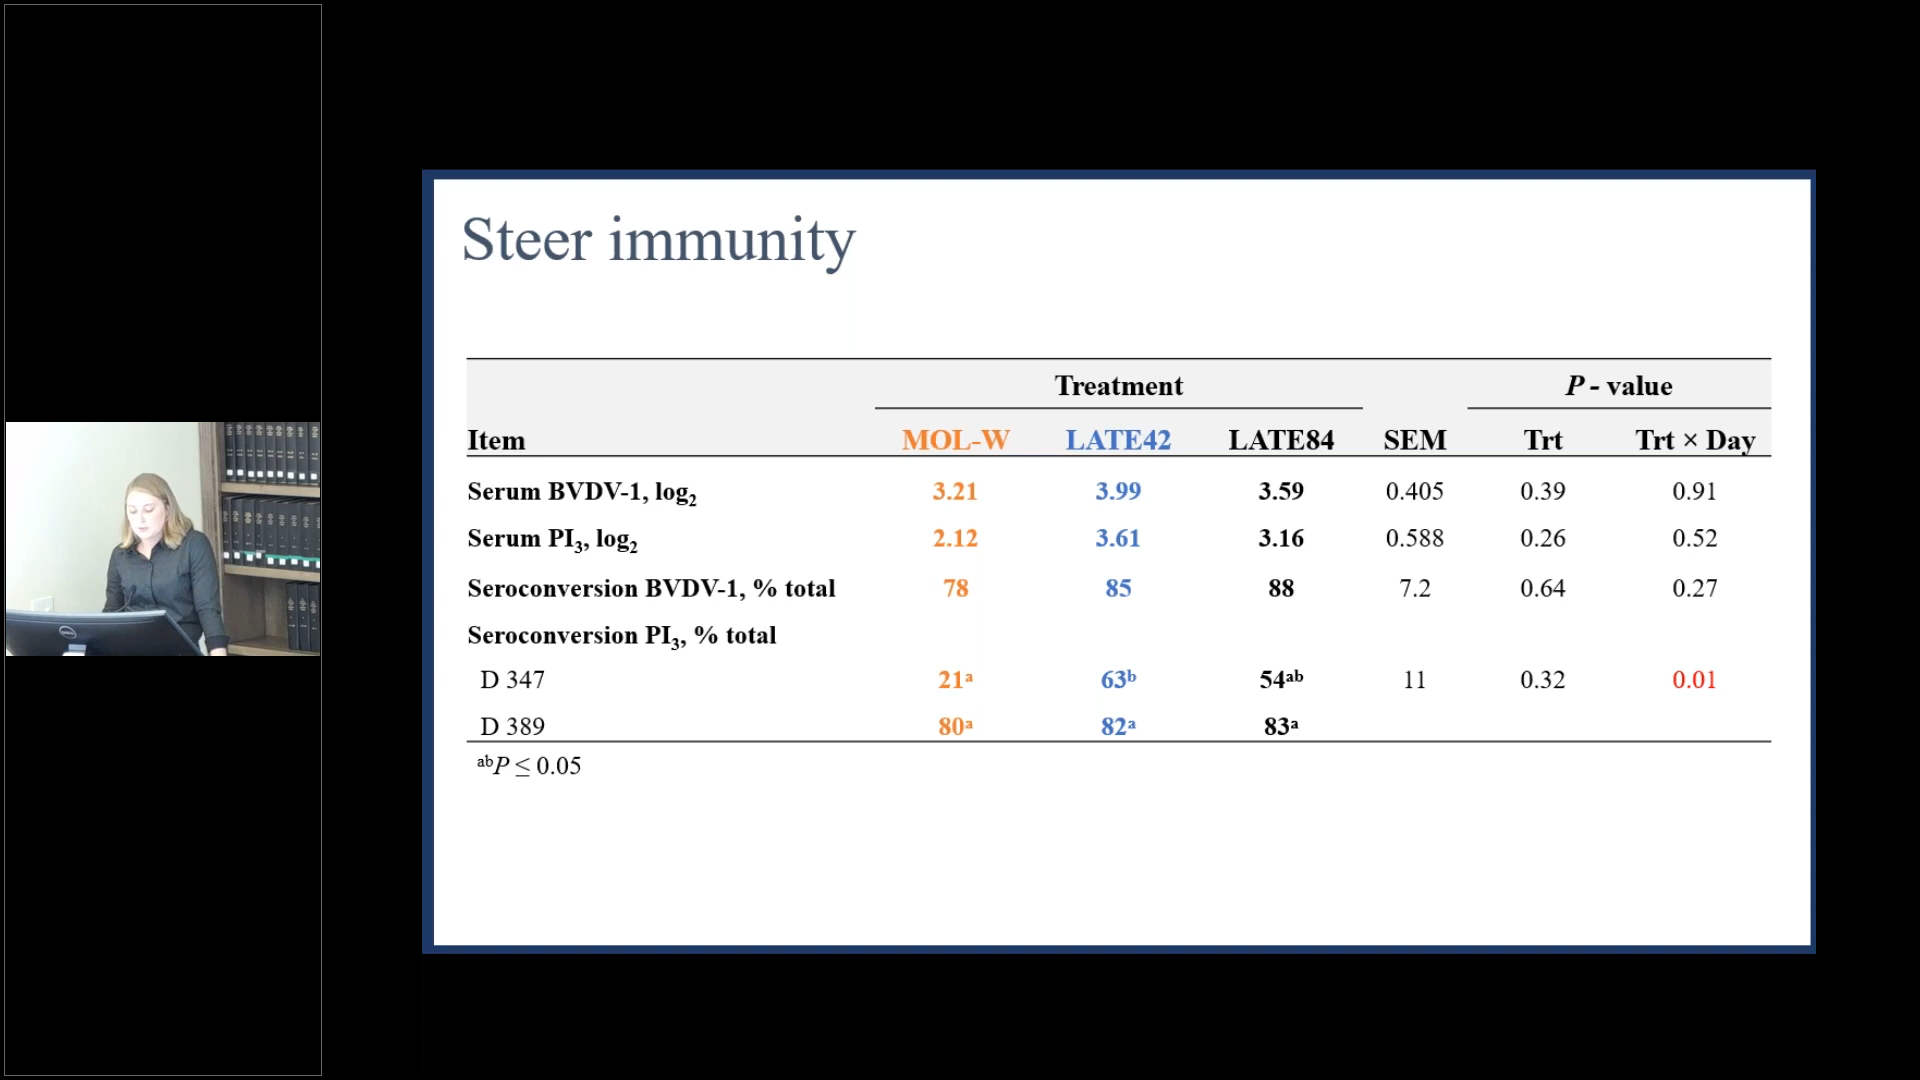 Steer immunity
Treatment P - value
Item MOL-W LATE42 LATE84 SEM Trt Trt × Day
Serum BVDV-1, log₂ 3.21 3.99 3.59 0.405 0.39 0.91
Serum PI₃, log₂ 2.12 3.61 3.16 0.588 0.26 0.52
Seroconversion BVDV-1, % total 78 85 88 7.2 0.64 0.27
Seroconversion PI₃, % total
D 347 21ᵃ 63ᵇ 54ᵃᵇ 11 0.32 0.01
D 389 80ᵃ 82ᵃ 83ᵃ
ᵃᵇP ≤ 0.05
DELL